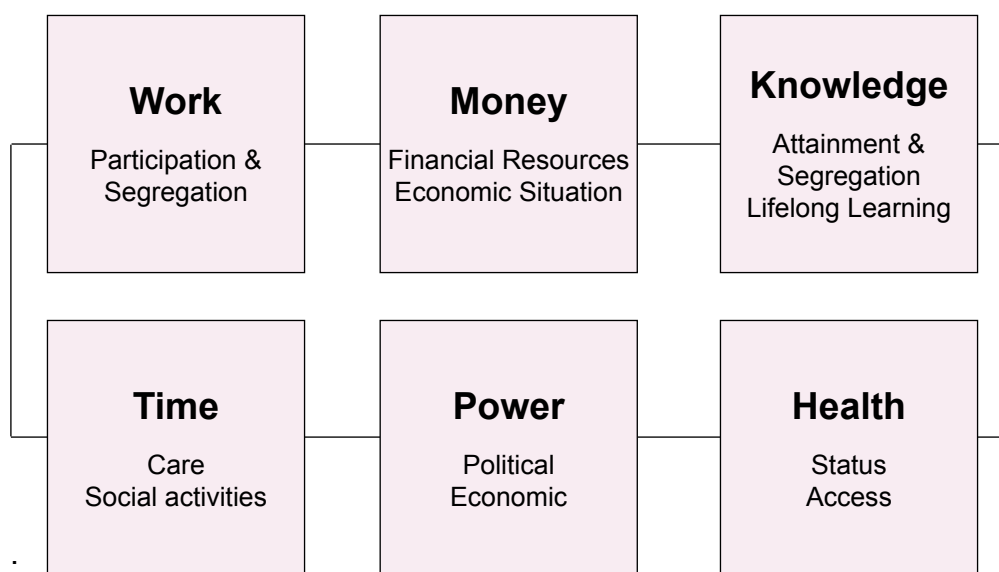 Work
Participation &
Segregation
Money
Financial Resources
Economic Situation
Knowledge
Attainment &
Segregation
Lifelong Learning
Time
Care
Social activities
Power
Political
Economic
Health
Status
Access
.